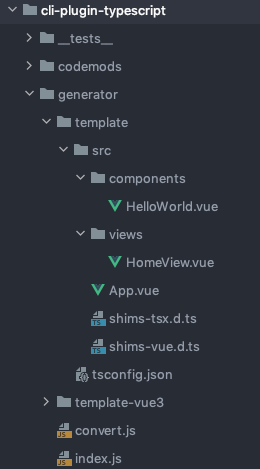 cli-plugin-typescript
__tests__
codemods
generator
template
src
components
HelloWorld.vue
views
HomeView.vue
App.vue
shims-tsx.d.ts
shims-vue.d.ts
tsconfig.json
template-vue3
convert.js
index.js